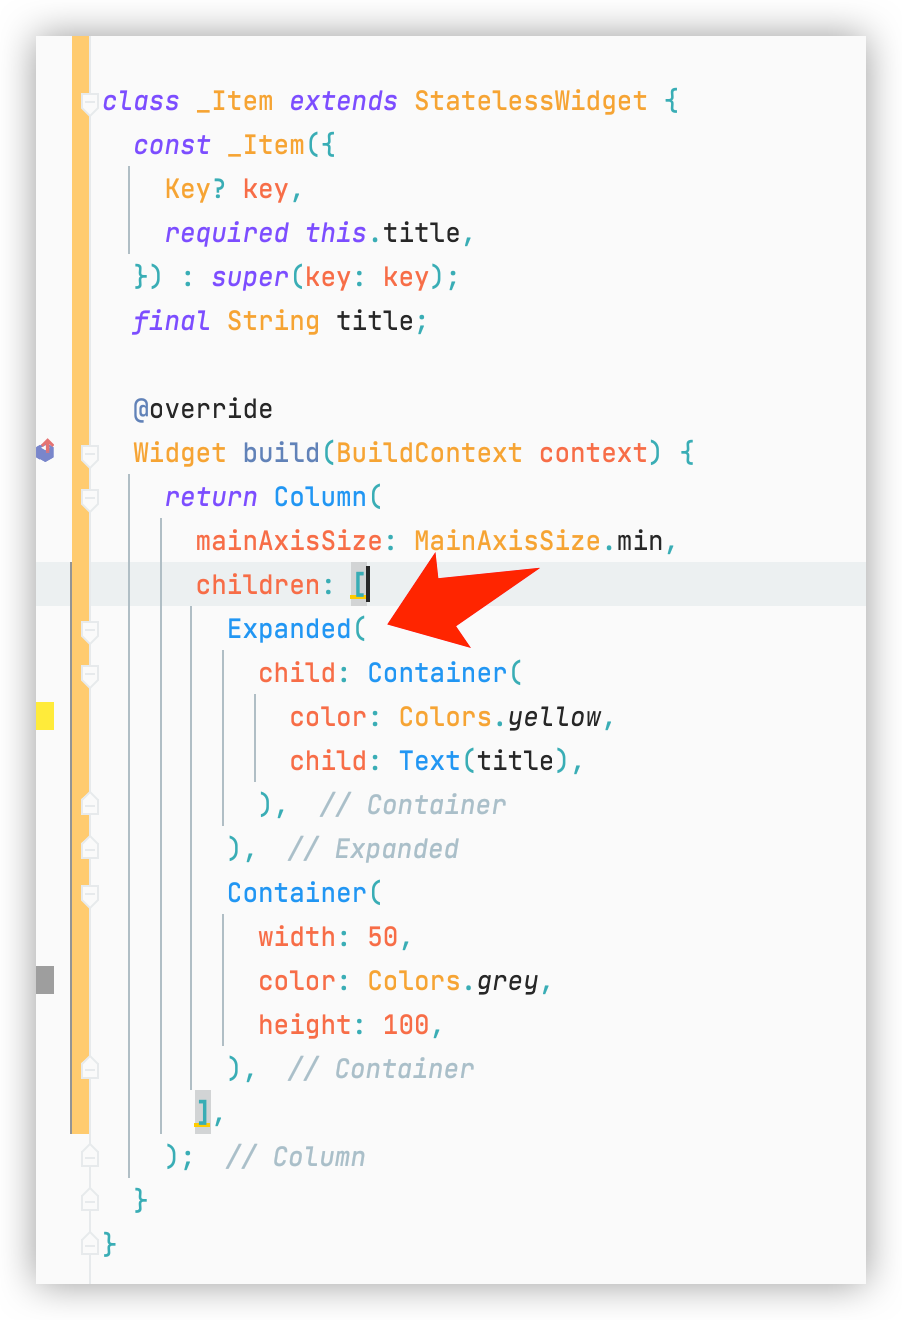 class _Item extends StatelessWidget {
const _Item({
Key? key,
required this.title,
}) : super(key: key);
final String title;
@override
Widget build(BuildContext context) {
return Column(
mainAxisSize: MainAxisSize.min,
children: [
Expanded(
child: Container(
color: Colors.yellow,
child: Text(title),
), // Container
), // Expanded
Container(
width: 50,
color: Colors.grey,
height: 100,
), // Container
],
); // Column
}
}